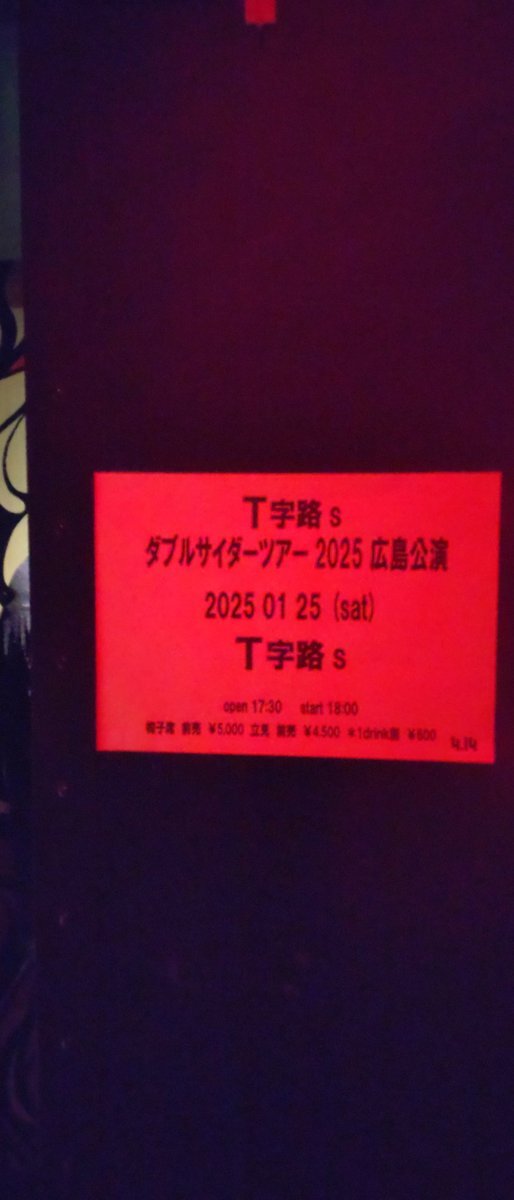 T字路s
ダブルサイダーツアー 2025 広島公演
2025 01 25 (sat)
T字路s
open 17:30 start 18:00
椅子席 前売 ¥5,000 立見 前売 ¥4,500 *1drink別 ¥600